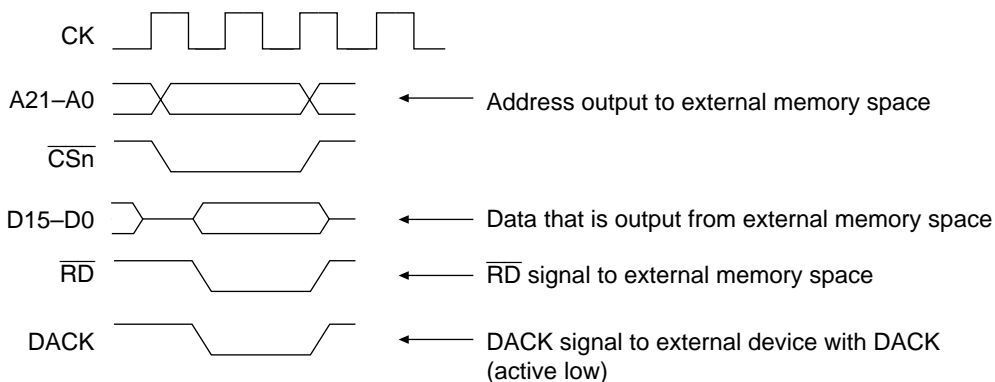 CK
A21–A0
Address output to external memory space
CSn
D15–D0
Data that is output from external memory space
RD
RD signal to external memory space
DACK
DACK signal to external device with DACK
(active low)